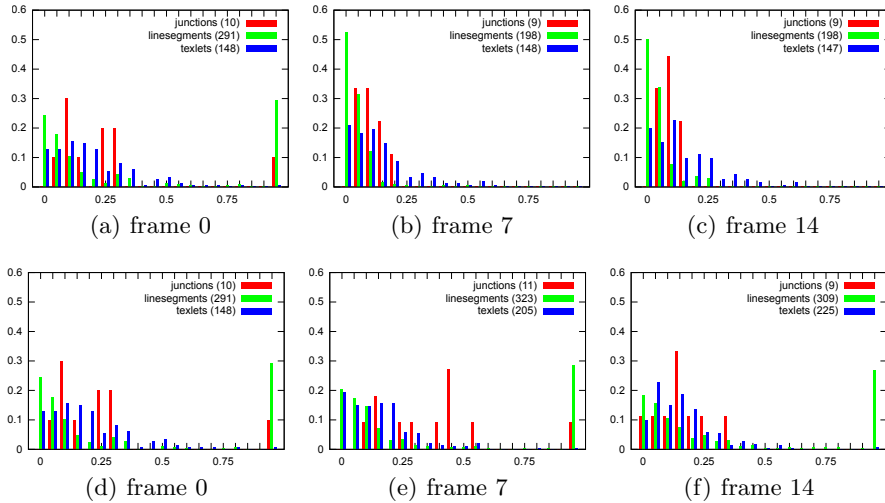 junctions (10)
linesegments (291)
texlets (148)
0.6
0.5
0.4
0.3
0.2
0.1
0
0 0.25 0.5 0.75
(a) frame 0
junctions (9)
linesegments (198)
texlets (148)
0.6
0.5
0.4
0.3
0.2
0.1
0
0 0.25 0.5 0.75
(b) frame 7
junctions (9)
linesegments (198)
texlets (147)
0.6
0.5
0.4
0.3
0.2
0.1
0
0 0.25 0.5 0.75
(c) frame 14
junctions (10)
linesegments (291)
texlets (148)
0.6
0.5
0.4
0.3
0.2
0.1
0
0 0.25 0.5 0.75
(d) frame 0
junctions (11)
linesegments (323)
texlets (205)
0.6
0.5
0.4
0.3
0.2
0.1
0
0 0.25 0.5 0.75
(e) frame 7
junctions (9)
linesegments (309)
texlets (225)
0.6
0.5
0.4
0.3
0.2
0.1
0
0 0.25 0.5 0.75
(f) frame 14